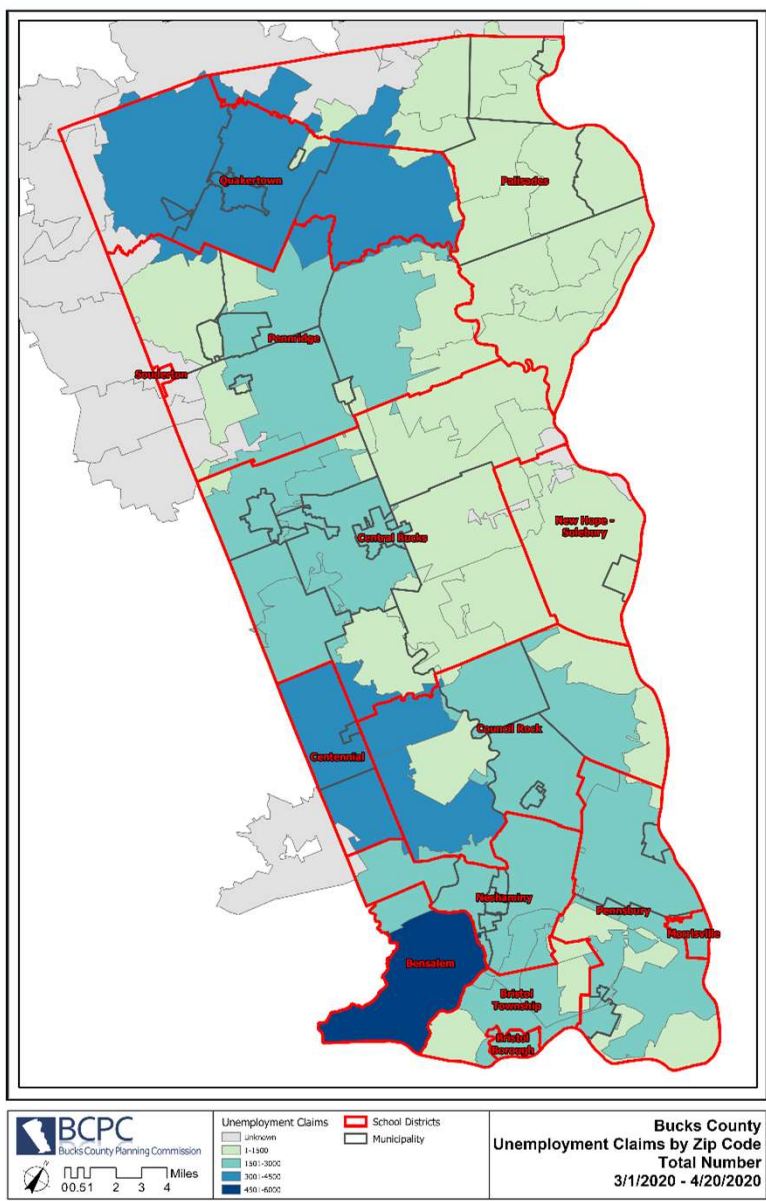 Quakertown
Palisades
Pennridge
Souderton
Central Bucks
New Hope -
Solebury
Council Rock
Centennial
Neshaminy
Pennsbury
Morrisville
Bensalem
Bristol
Township
Bristol
Borough
BCPC
Bucks County Planning Commission
Miles
0 0.5 1 2 3 4
Unemployment Claims
Unknown
1-1500
1501-3000
3001-4500
4501-6000
School Districts
Municipality
Bucks County
Unemployment Claims by Zip Code
Total Number
3/1/2020 - 4/20/2020